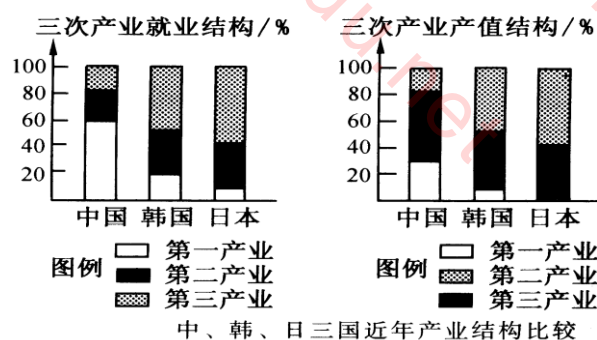 三次产业就业结构/%
100
80
60
40
20
中国 韩国 日本
图例
第一产业
第二产业
第三产业
三次产业产值结构/%
100
80
60
40
20
中国 韩国 日本
图例
第一产业
第二产业
第三产业
中、韩、日三国近年产业结构比较
du.net